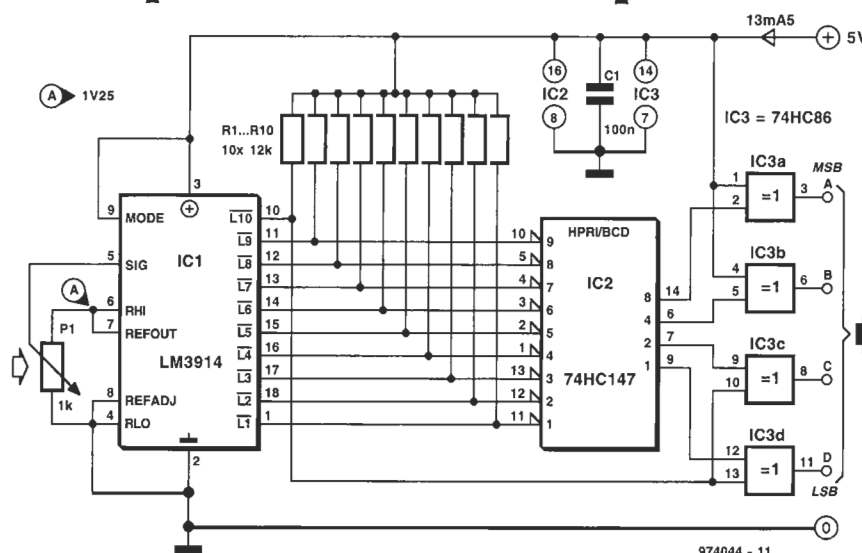 13mA5
+ 5V
A 1V25
R1...R10
10x 12k
16
IC2
8
C1
100n
14
IC3
7
IC3 = 74HC86
3
9 MODE
5 SIG
IC1
A
6 RHI
P1
7 REFOUT
LM3914
1k
8 REFADJ
4 RLO
2
L10 10
L9 11
L8 12
L7 13
L6 14
L5 15
L4 16
L3 17
L2 18
L1 1
HPRI/BCD
IC2
74HC147
10 9
5 8
4 7
3 6
2 5
1 4
13 3
12 2
11 1
8 14
4 6
2 7
1 9
IC3a
MSB
1
2
=1
3 A
IC3b
4
5
=1
6 B
IC3c
9
10
=1
8 C
IC3d
12
13
=1
11 D
LSB
0
974044 - 11